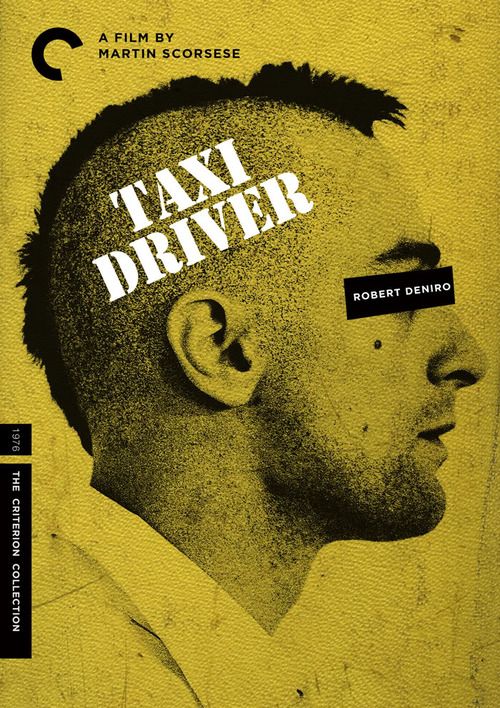 A FILM BY
MARTIN SCORSESE
TAXI
DRIVER
ROBERT DENIRO
1976
THE CRITERION COLLECTION